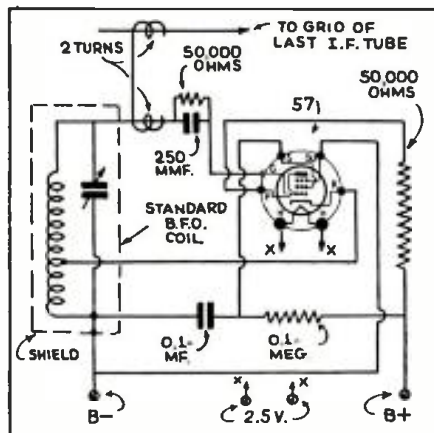 TO GRID OF
LAST I.F. TUBE
2 TURNS
50,000
OHMS
50,000
OHMS
57
250
MMF.
STANDARD
B.F.O.
COIL
X
X
SHIELD
0.1-
MF.
0.1-
MEG
X
X
B-
2.5 V.
B+